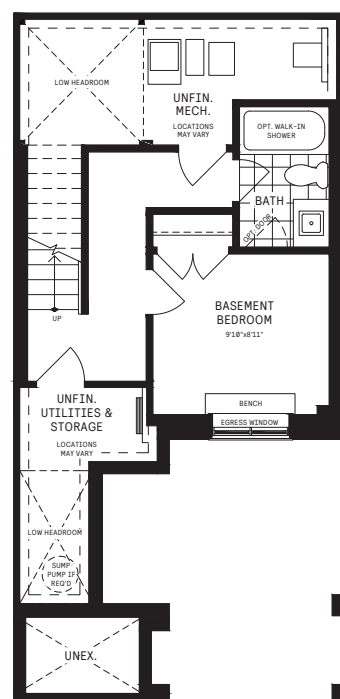 LOW HEADROOM
UNFIN.
MECH.
LOCATIONS
MAY VARY
OPT. WALK-IN
SHOWER
BATH
OPT. DOOR
UP
BASEMENT
BEDROOM
9'10"x8'11"
BENCH
EGRESS WINDOW
UNFIN.
UTILITIES &
STORAGE
LOCATIONS
MAY VARY
LOW HEADROOM
SUMP
PUMP IF
REQ'D
UNEX.